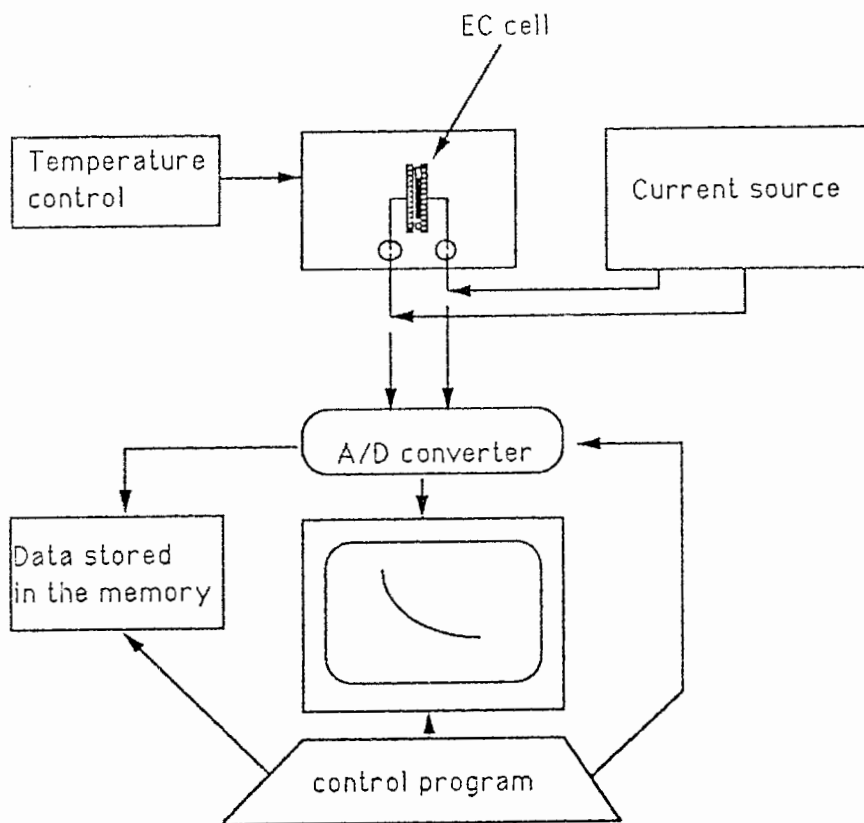 EC cell
Temperature
control
Current source
A/D converter
Data stored
in the memory
control program